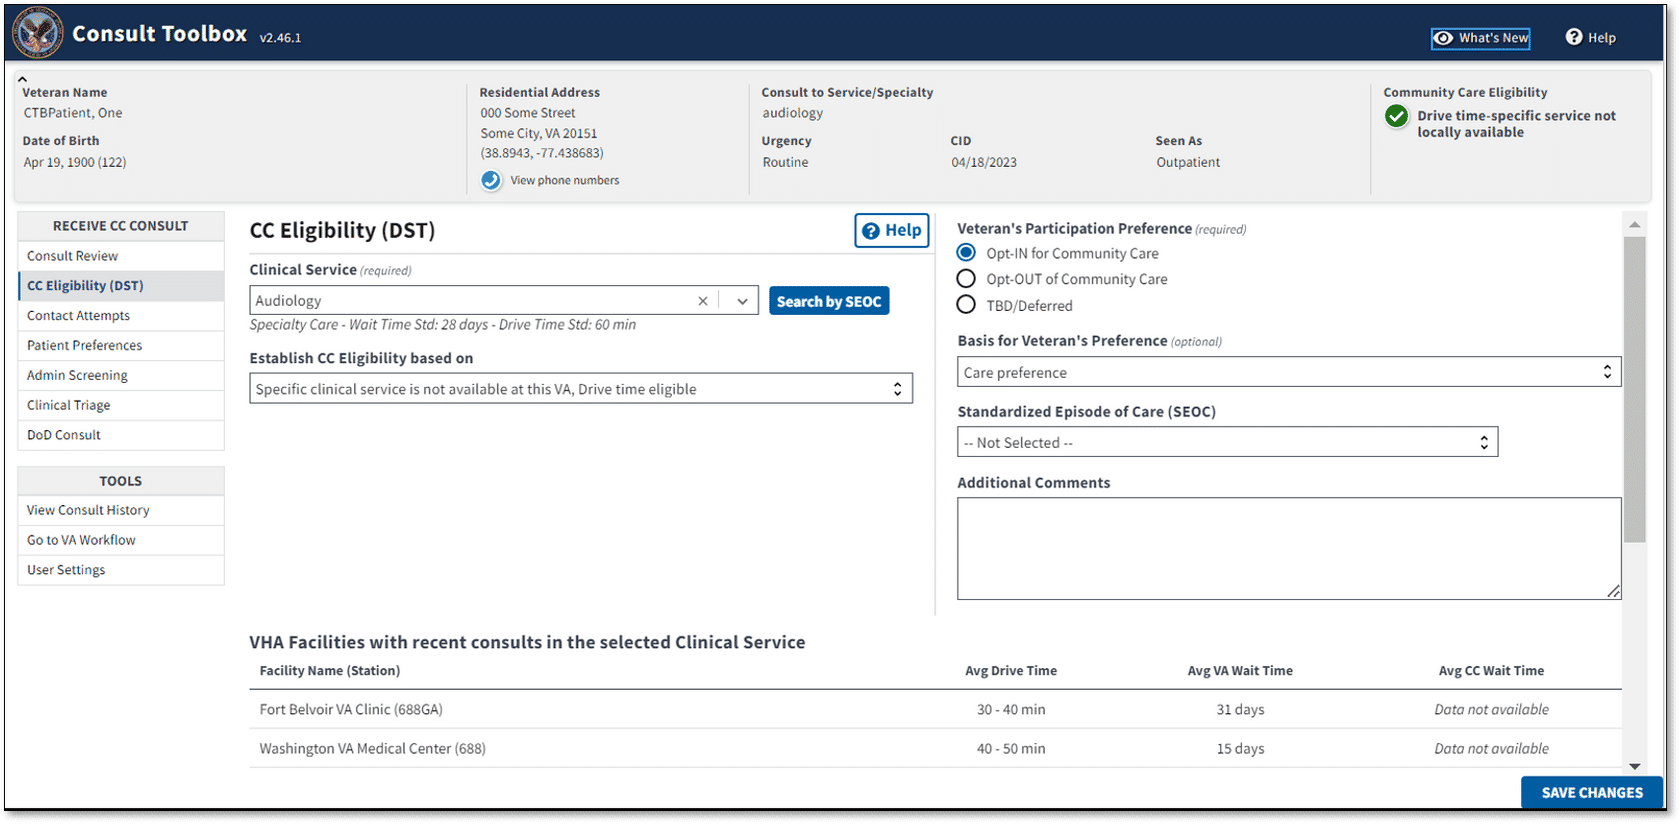 Consult Toolbox v2.46.1
What's New
Help
Veteran Name
CTBPatient, One
Date of Birth
Apr 19, 1900 (122)
Residential Address
000 Some Street
Some City, VA 20151
(38.8943, -77.438683)
View phone numbers
Consult to Service/Specialty
audiology
Urgency
Routine
CID
04/18/2023
Seen As
Outpatient
Community Care Eligibility
Drive time-specific service not
locally available
RECEIVE CC CONSULT
Consult Review
CC Eligibility (DST)
Contact Attempts
Patient Preferences
Admin Screening
Clinical Triage
DoD Consult
TOOLS
View Consult History
Go to VA Workflow
User Settings
CC Eligibility (DST)
Help
Clinical Service (required)
Audiology
Search by SEOC
Specialty Care - Wait Time Std: 28 days - Drive Time Std: 60 min
Establish CC Eligibility based on
Specific clinical service is not available at this VA, Drive time eligible
Veteran's Participation Preference (required)
Opt-IN for Community Care
Opt-OUT of Community Care
TBD/Deferred
Basis for Veteran's Preference (optional)
Care preference
Standardized Episode of Care (SEOC)
-- Not Selected --
Additional Comments
VHA Facilities with recent consults in the selected Clinical Service
Facility Name (Station) Avg Drive Time Avg VA Wait Time Avg CC Wait Time
Fort Belvoir VA Clinic (688GA) 30 - 40 min 31 days Data not available
Washington VA Medical Center (688) 40 - 50 min 15 days Data not available
SAVE CHANGES